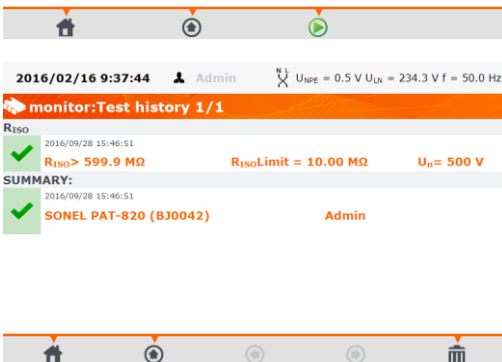 2016/02/16 9:37:44 Admin N L UNPE = 0.5 V ULN = 234.3 V f = 50.0 Hz
monitor:Test history 1/1
RISO
2016/09/28 15:46:51
RISO> 599.9 MΩ RISOLimit = 10.00 MΩ Un= 500 V
SUMMARY:
2016/09/28 15:46:51
SONEL PAT-820 (BJ0042) Admin